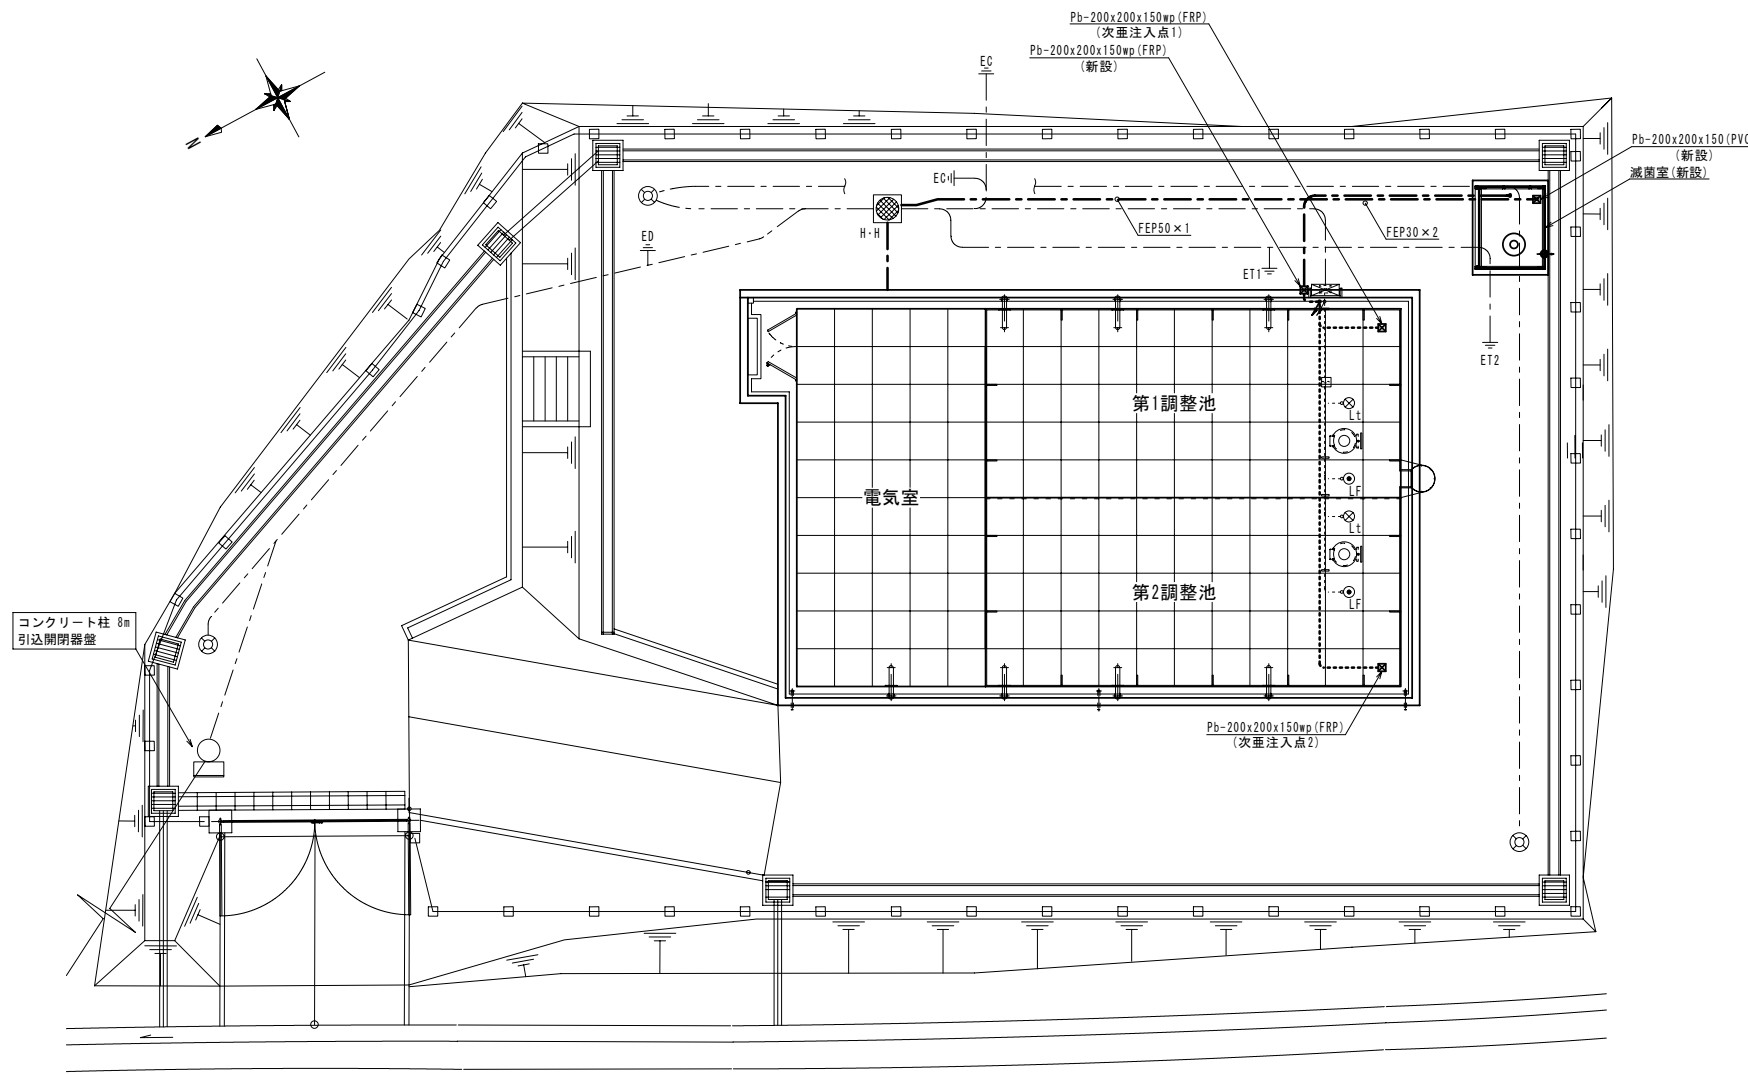 Pb-200x200x150wp(FRP)
(次亜注入点1)
Pb-200x200x150wp(FRP)
(新設)
EC
N
Pb-200x200x150(PVC
(新設)
滅菌室(新設)
EC
H·H
ED
FEP50×1
FEP30×2
ET1
ET2
第1調整池
Lt
電気室
LF
Lt
第2調整池
LF
コンクリート柱 8m
引込開閉器盤
Pb-200x200x150wp(FRP)
(次亜注入点2)